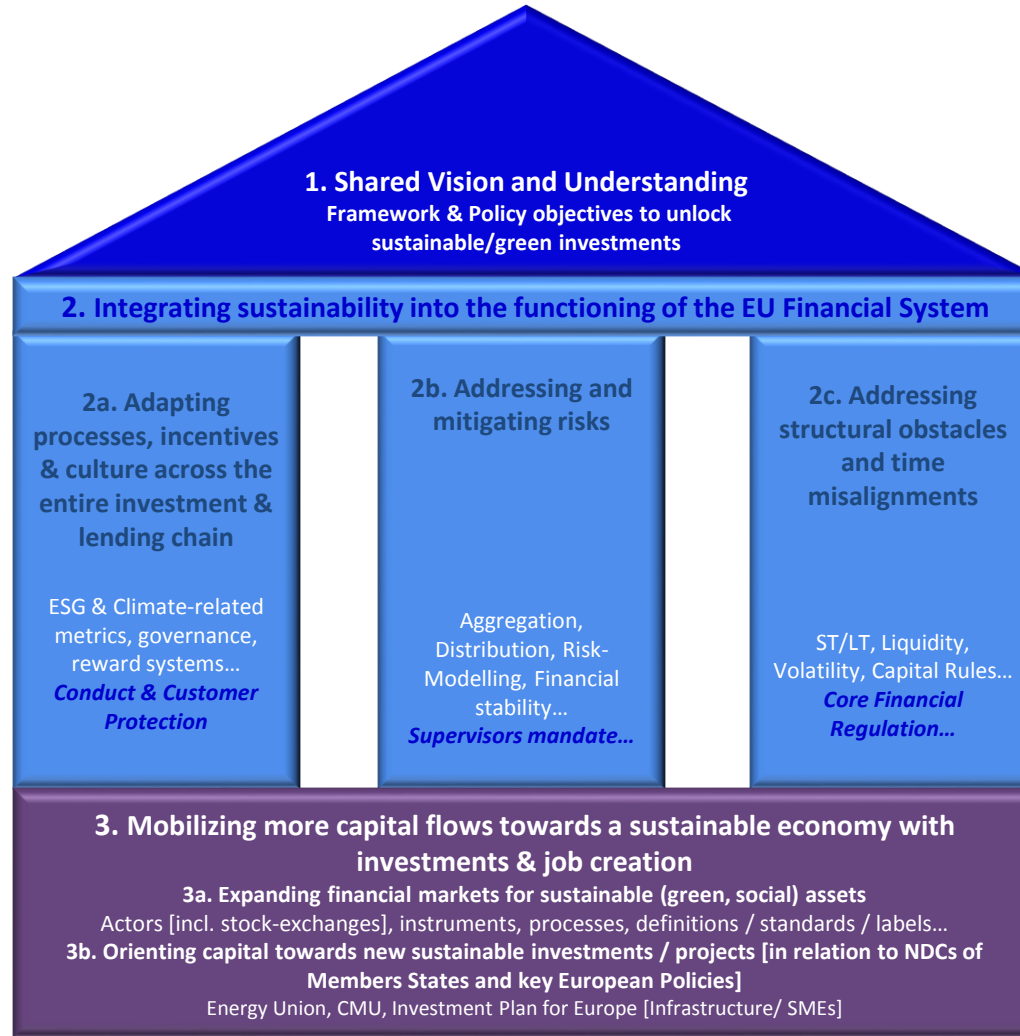 1. Shared Vision and Understanding
Framework & Policy objectives to unlock
sustainable/green investments
2. Integrating sustainability into the functioning of the EU Financial System
2a. Adapting
processes, incentives
& culture across the
entire investment &
lending chain
ESG & Climate-related
metrics, governance,
reward systems…
Conduct & Customer
Protection
2b. Addressing and
mitigating risks
Aggregation,
Distribution, Risk-
Modelling, Financial
stability…
Supervisors mandate…
2c. Addressing
structural obstacles
and time
misalignments
ST/LT, Liquidity,
Volatility, Capital Rules…
Core Financial
Regulation…
3. Mobilizing more capital flows towards a sustainable economy with
investments & job creation
3a. Expanding financial markets for sustainable (green, social) assets
Actors [incl. stock-exchanges], instruments, processes, definitions / standards / labels…
3b. Orienting capital towards new sustainable investments / projects [in relation to NDCs of
Members States and key European Policies]
Energy Union, CMU, Investment Plan for Europe [Infrastructure/ SMEs]